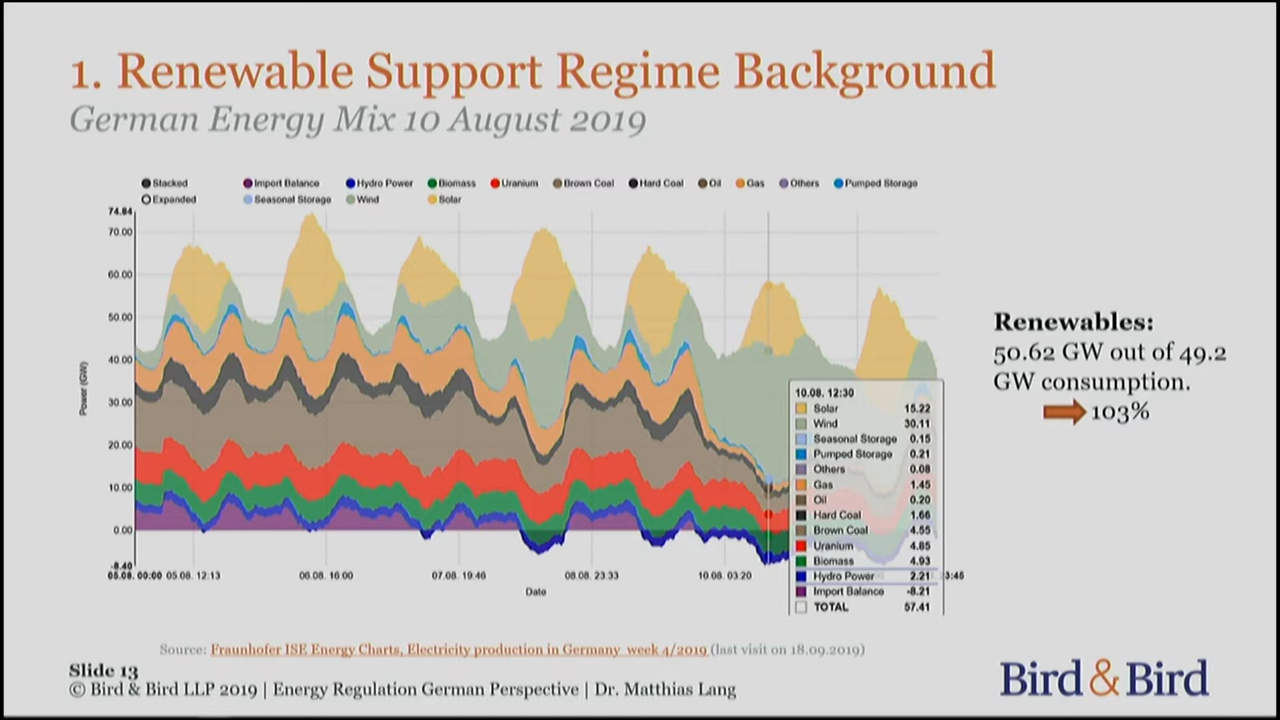 1. Renewable Support Regime Background
German Energy Mix 10 August 2019
Stacked Import Balance Hydro Power Biomass Uranium Brown Coal Hard Coal Oil Gas Others Pumped Storage
Expanded Seasonal Storage Wind Solar
74.84
70.00
60.00
50.00
40.00
30.00
20.00
10.00
0.00
-8.40
Power (GW)
05.08. 00:00 05.08. 12:13 06.08. 16:00 07.08. 19:46 08.08. 23:33 10.08. 03:20 3:45
Date
10.08. 12:30
Solar 15.22
Wind 30.11
Seasonal Storage 0.15
Pumped Storage 0.21
Others 0.08
Gas 1.45
Oil 0.20
Hard Coal 1.66
Brown Coal 4.55
Uranium 4.85
Biomass 4.93
Hydro Power 2.21
Import Balance -8.21
TOTAL 57.41
Renewables:
50.62 GW out of 49.2
GW consumption.
103%
Source: Fraunhofer ISE Energy Charts, Electricity production in Germany week 4/2019 (last visit on 18.09.2019)
Slide 13
© Bird & Bird LLP 2019 | Energy Regulation German Perspective | Dr. Matthias Lang
Bird & Bird